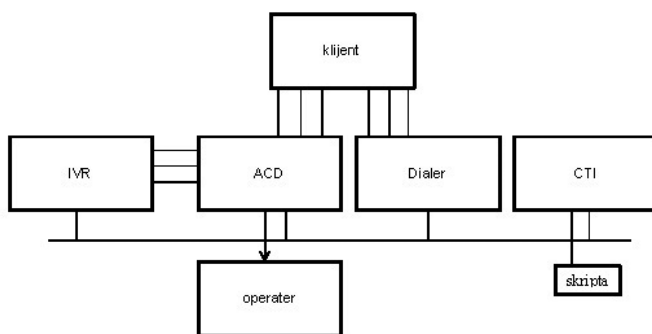 klijent
IVR
ACD
Dialer
CTI
operater
skripta